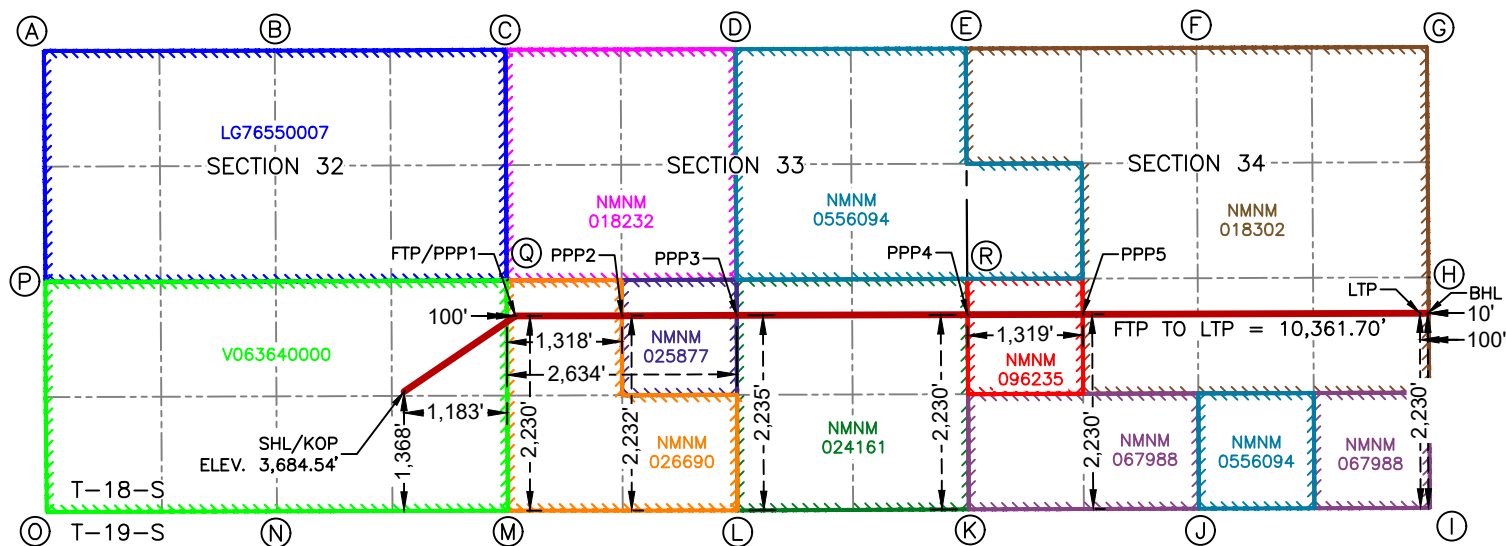 A
B
C
D
E
F
G
LG76550007
SECTION 32
SECTION 33
SECTION 34
NMNM
018232
NMNM
0556094
NMNM
018302
P
FTP/PPP1
Q
PPP2
PPP3
PPP4
R
PPP5
H
LTP
BHL
10'
100'
100'
FTP TO LTP = 10,361.70'
1,318'
2,634'
1,319'
V063640000
NMNM
025877
NMNM
096235
1,183'
SHL/KOP
ELEV. 3,684.54'
1,368'
2,230'
2,232'
2,235'
2,230'
2,230'
2,230'
NMNM
026690
NMNM
024161
NMNM
067988
NMNM
0556094
NMNM
067988
T-18-S
O
T-19-S
N
M
L
K
J
I